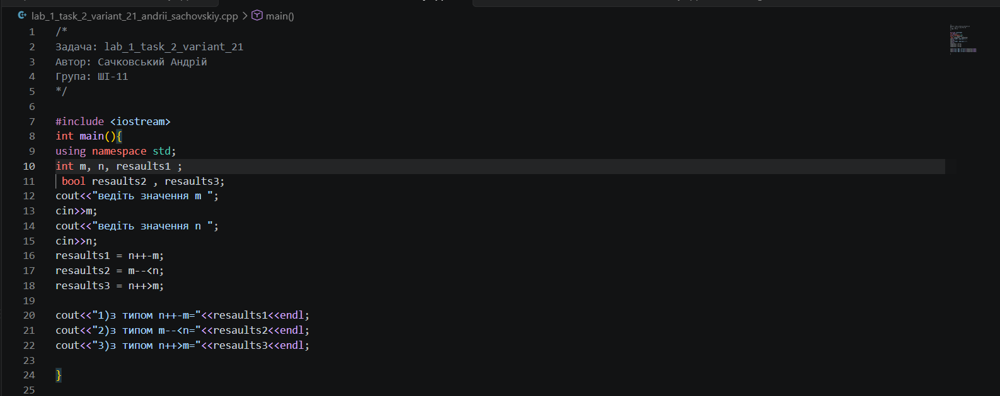 lab_1_task_2_variant_21_andrii_sachovskiy.cpp > main()
1 /*
2 Задача: lab_1_task_2_variant_21
3 Автор: Сачковський Андрій
4 Група: ШІ-11
5 */
6
7 #include <iostream>
8 int main(){
9 using namespace std;
10 int m, n, resaults1 ;
11 bool resaults2 , resaults3;
12 cout<<"ведіть значення m ";
13 cin>>m;
14 cout<<"ведіть значення n ";
15 cin>>n;
16 resaults1 = n++-m;
17 resaults2 = m--<n;
18 resaults3 = n++>m;
19
20 cout<<"1)з типом n++-m="<<resaults1<<endl;
21 cout<<"2)з типом m--<n="<<resaults2<<endl;
22 cout<<"3)з типом n++>m="<<resaults3<<endl;
23
24 }
25